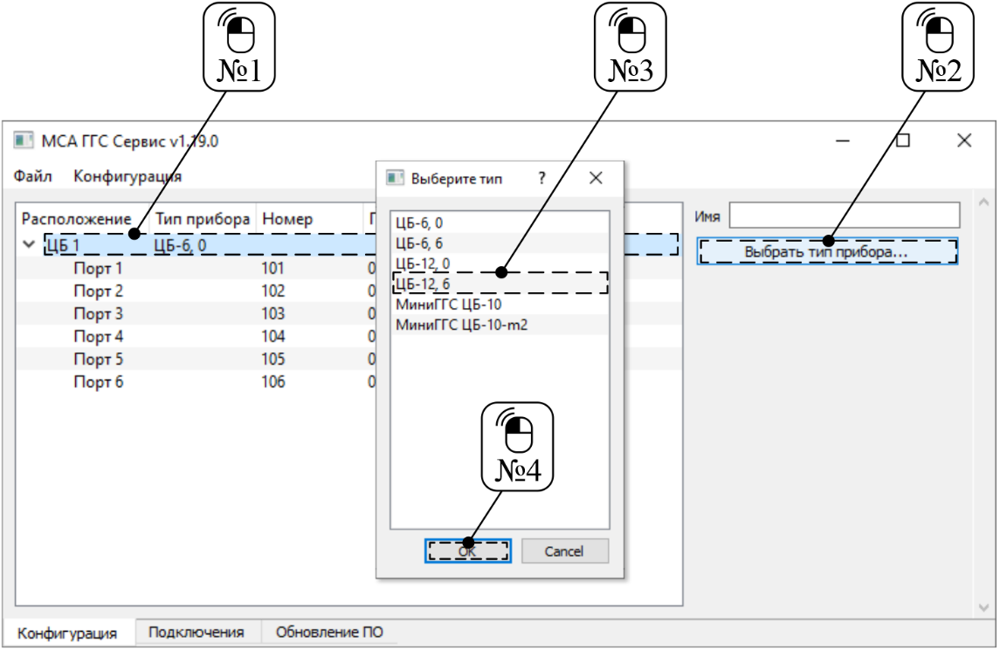 №1
№3
№2
МСА ГГС Сервис v1.19.0
Файл Конфигурация
Выберите тип ?
Расположение Тип прибора Номер
Имя
ЦБ 1 ЦБ-6, 0
Выбрать тип прибора...
Порт 1 101 0
Порт 2 102 0
Порт 3 103 0
Порт 4 104 0
Порт 5 105 0
Порт 6 106 0
ЦБ-6, 0
ЦБ-6, 6
ЦБ-12, 0
ЦБ-12, 6
МиниГГС ЦБ-10
МиниГГС ЦБ-10-m2
№4
OK Cancel
Конфигурация Подключения Обновление ПО